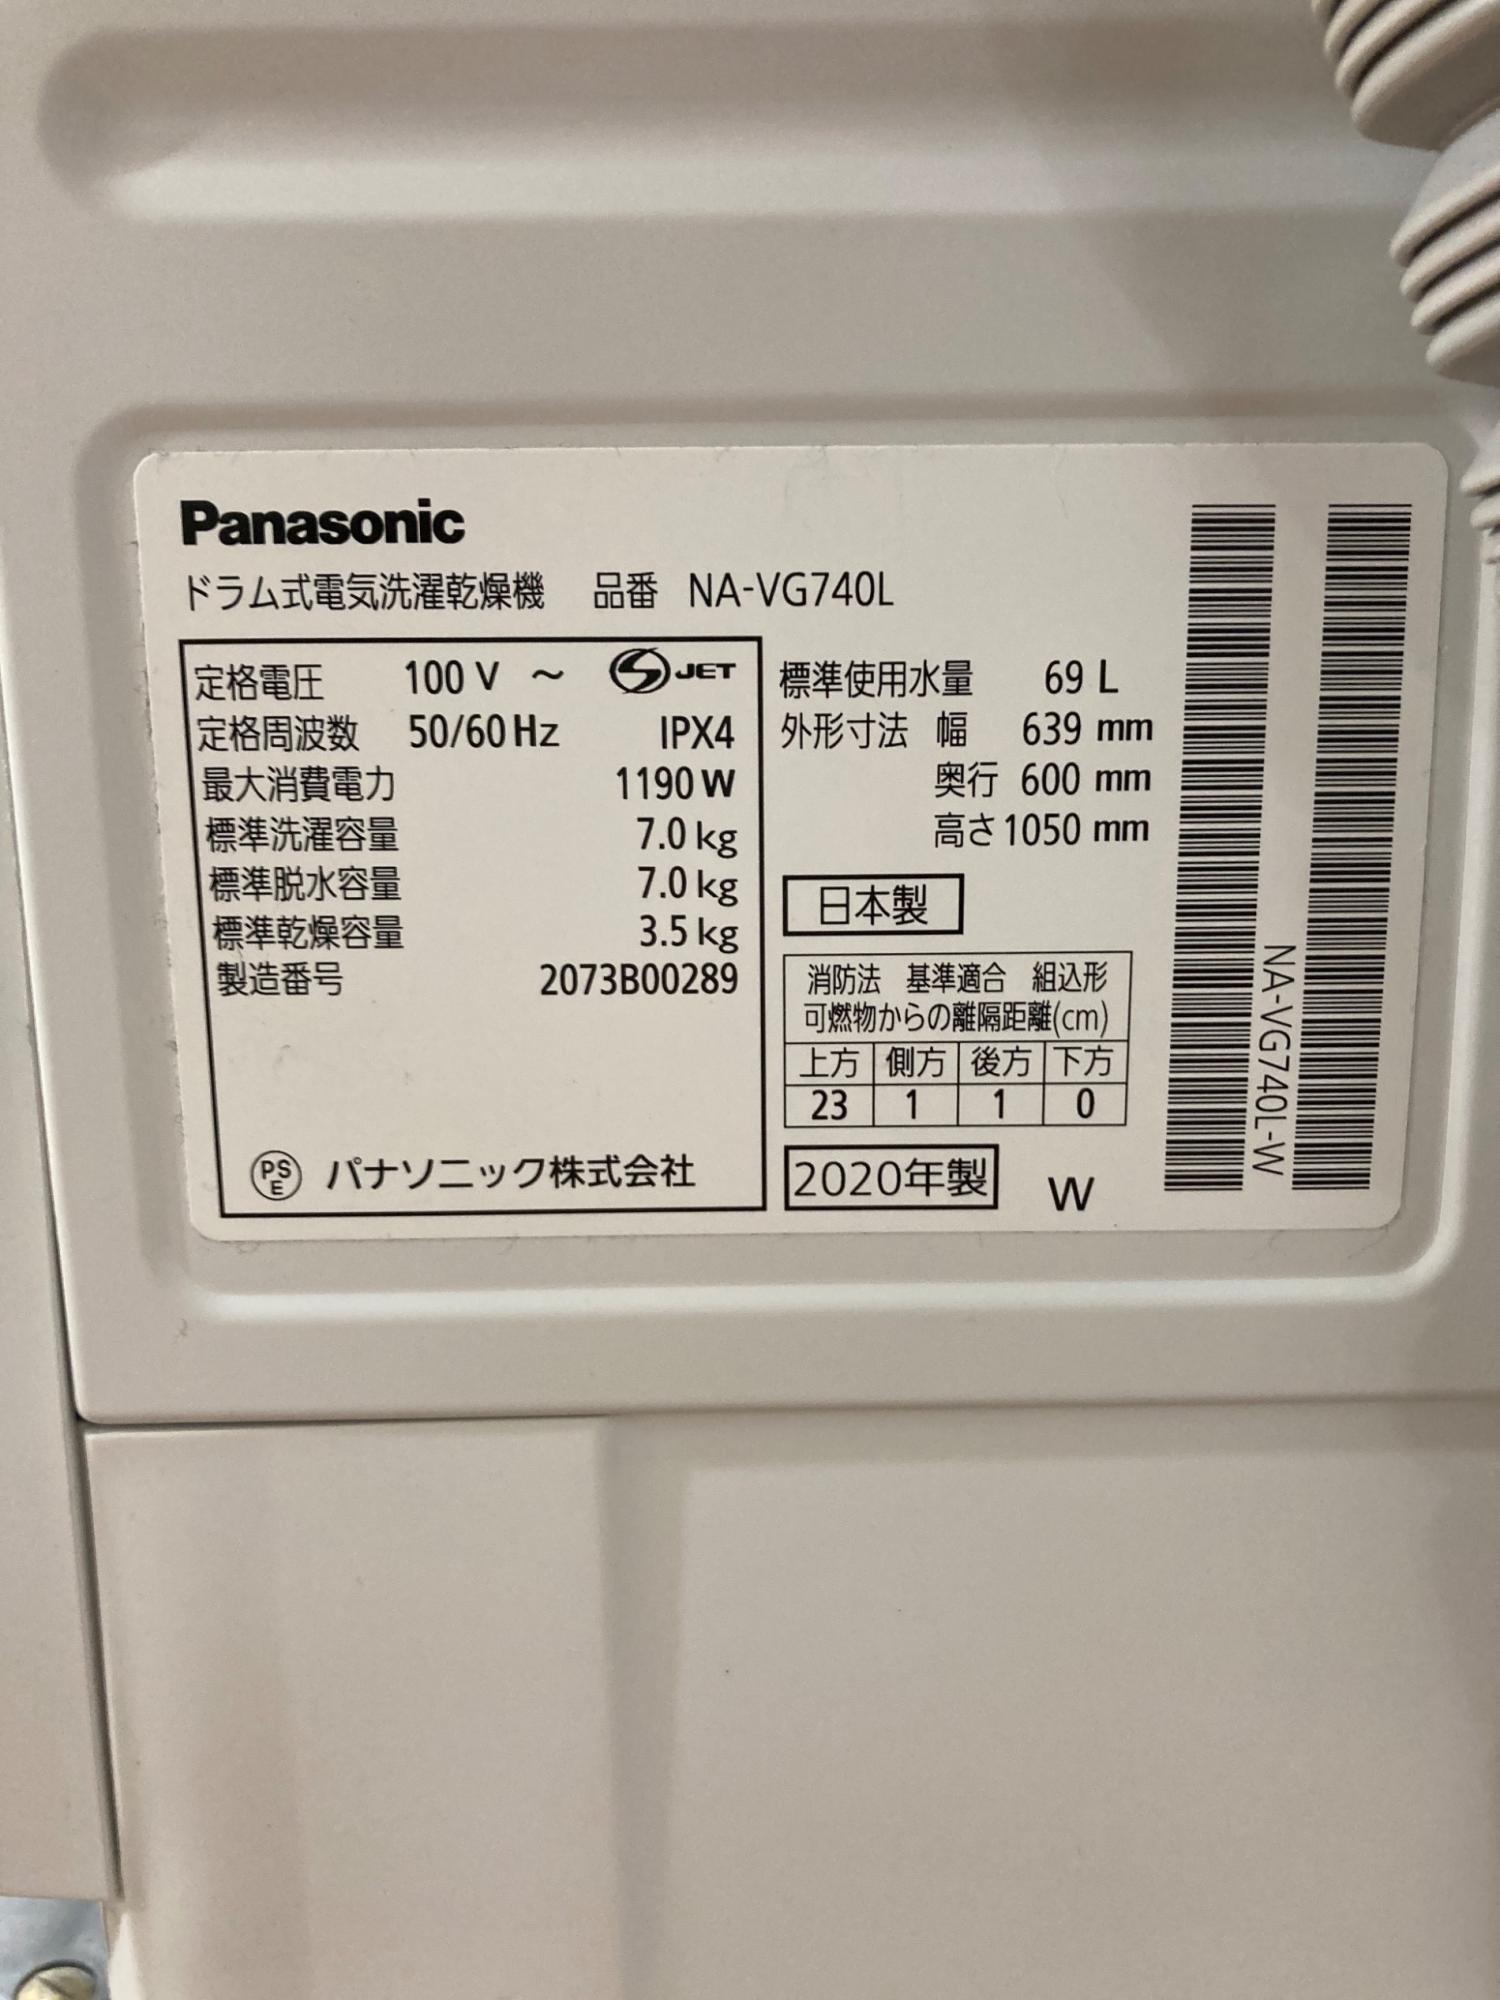 Panasonic
ドラム式電気洗濯乾燥機 品番 NA-VG740L
定格電圧 100 V ～ JET
定格周波数 50/60 Hz IPX4
最大消費電力 1190 W
標準洗濯容量 7.0 kg
標準脱水容量 7.0 kg
標準乾燥容量 3.5 kg
製造番号 2073B00289
PSE パナソニック株式会社
標準使用水量 69 L
外形寸法 幅 639 mm
奥行 600 mm
高さ 1050 mm
日本製
消防法 基準適合 組込形
可燃物からの離隔距離(cm)
上方 側方 後方 下方
23 1 1 0
2020年製 W
NA-VG740L-W